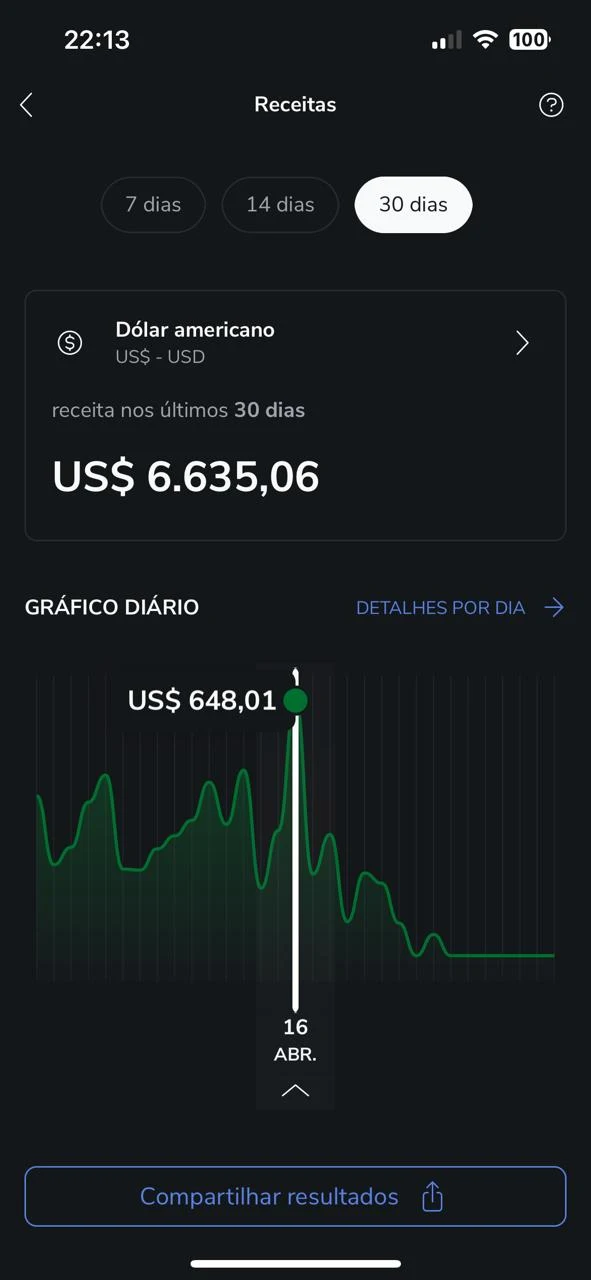 22:13
100
Receitas
?
7 dias
14 dias
30 dias
Dólar americano
$
US$ - USD
receita nos últimos 30 dias
US$ 6.635,06
GRÁFICO DIÁRIO
DETALHES POR DIA
US$ 648,01
16
ABR.
Compartilhar resultados